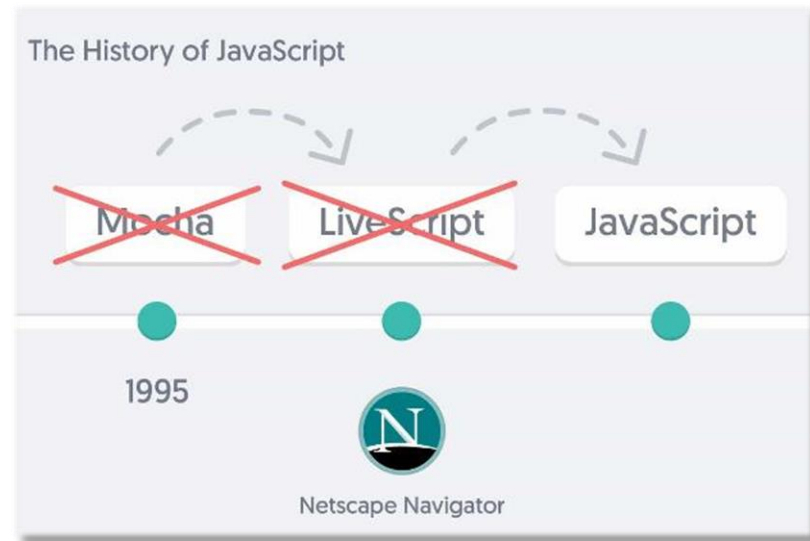 The History of JavaScript
Mocha LiveScript JavaScript
1995
N
Netscape Navigator